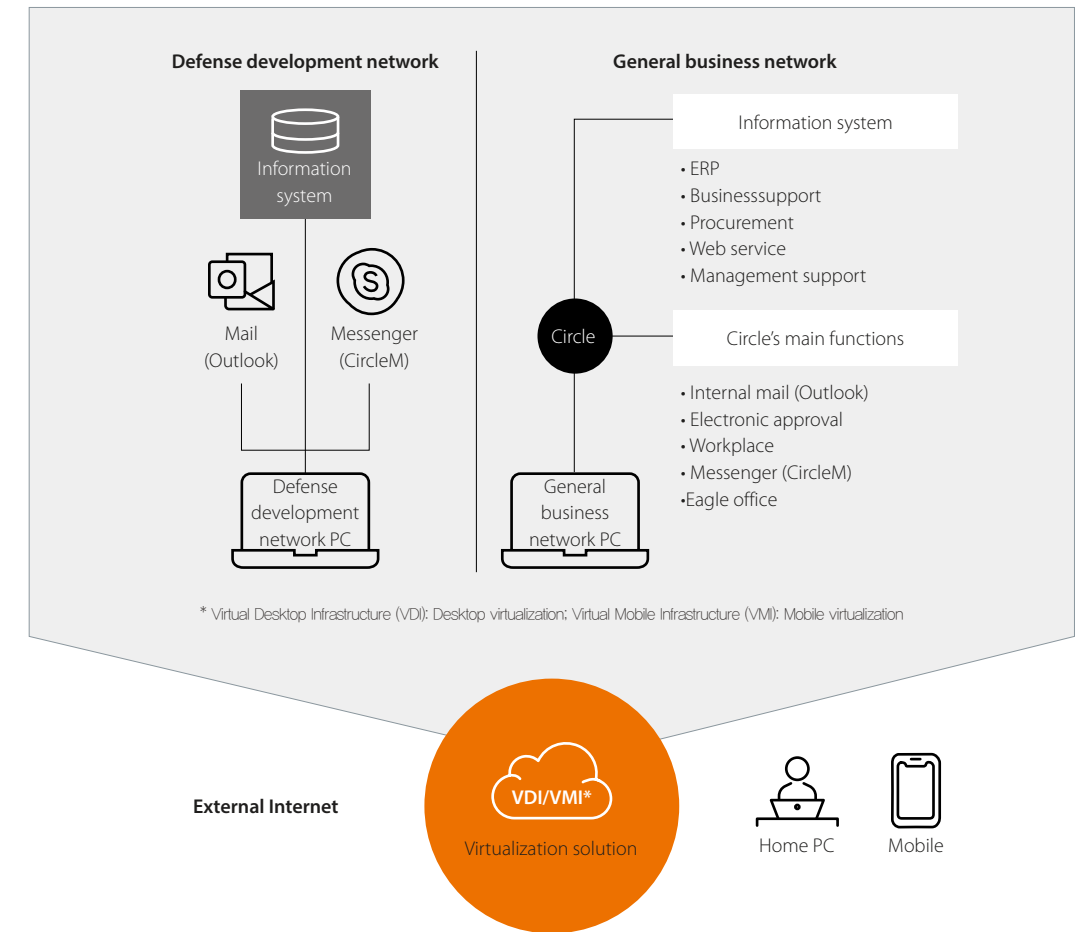 Defense development network
Information
system
Mail
(Outlook)
Messenger
(CircleM)
Defense
development
network PC
General business network
Information system
• ERP
• Businesssupport
• Procurement
• Web service
• Management support
Circle
Circle's main functions
• Internal mail (Outlook)
• Electronic approval
• Workplace
• Messenger (CircleM)
•Eagle office
General
business
network PC
* Virtual Desktop Infrastructure (VDI): Desktop virtualization; Virtual Mobile Infrastructure (VMI): Mobile virtualization
External Internet
VDI/VMI*
Virtualization solution
Home PC
Mobile